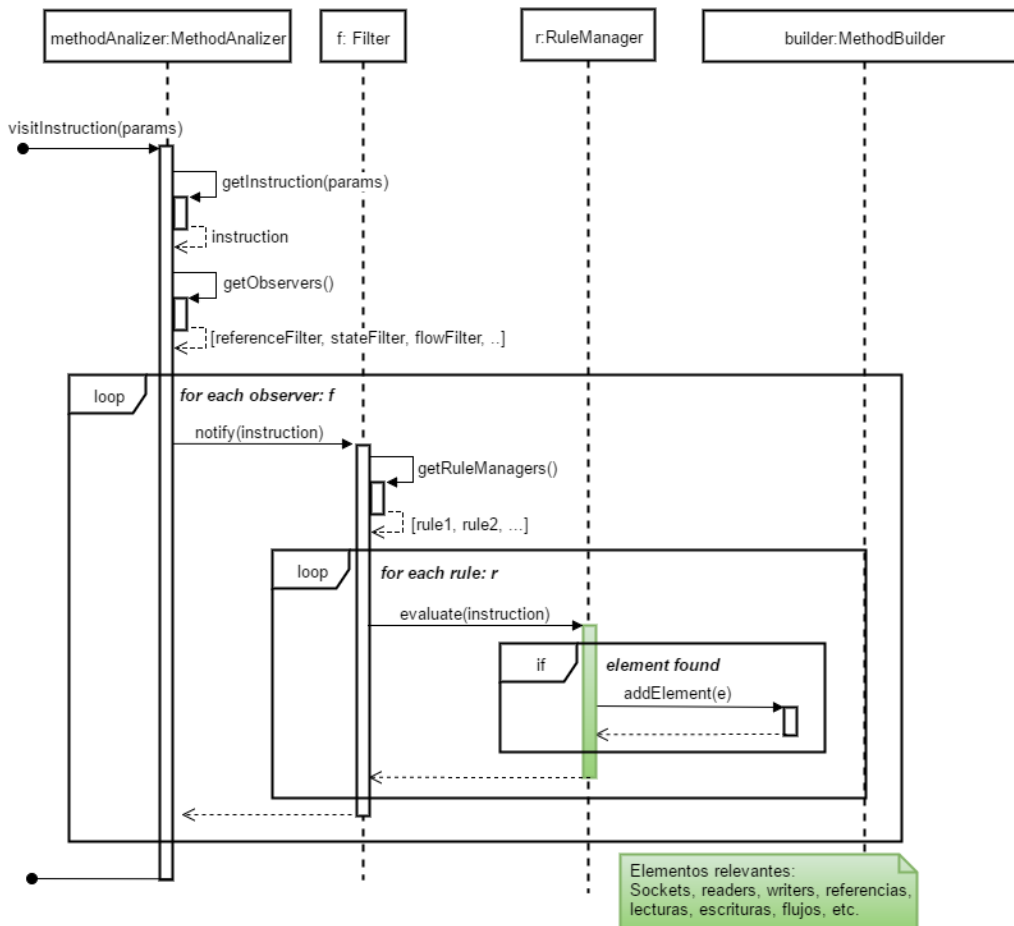 methodAnalizer:MethodAnalizer
f: Filter
r:RuleManager
builder:MethodBuilder
visitInstruction(params)
getInstruction(params)
instruction
getObservers()
[referenceFilter, stateFilter, flowFilter, ..]
loop
for each observer: f
notify(instruction)
getRuleManagers()
[rule1, rule2, ...]
loop
for each rule: r
evaluate(instruction)
if
element found
addElement(e)
Elementos relevantes:
Sockets, readers, writers, referencias,
lecturas, escrituras, flujos, etc.